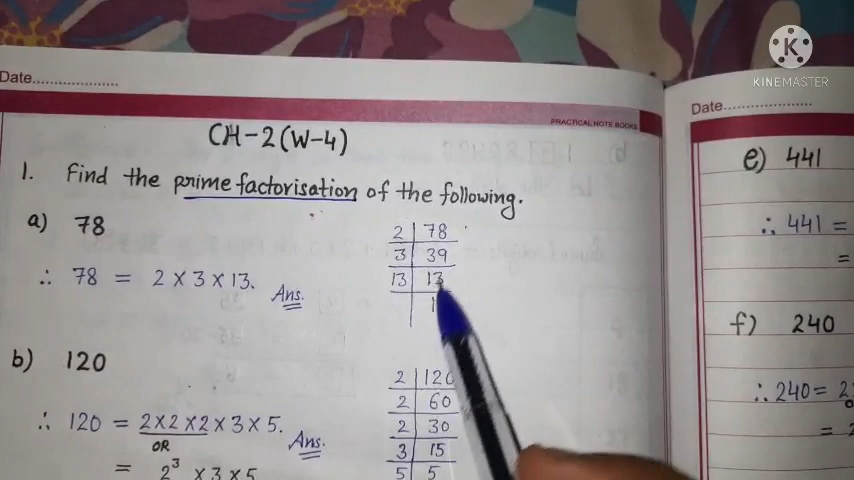 K
KINEMASTER
Date....................
PRACTICAL NOTE BOOKS
CH-2 (W-4)
1. Find the prime factorisation of the following.
a) 78
∴ 78 = 2 × 3 × 13. Ans.
2 | 78
3 | 39
13 | 13
1
b) 120
∴ 120 = 2×2×2×3×5. Ans.
OR
= 2³ × 3 × 5
2 | 120
2 | 60
2 | 30
3 | 15
5 | 5
Date....................
e) 441
∴ 441 =
=
f) 240
∴ 240 = 2
=